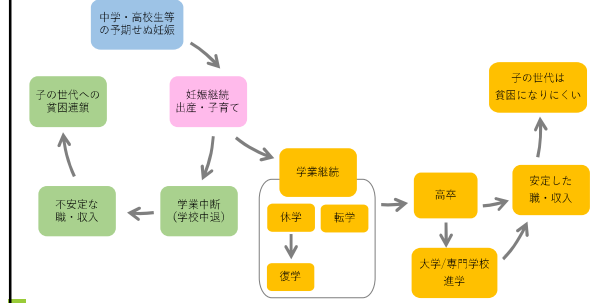 中学・高校生等
の予期せぬ妊娠
妊娠継続
出産・子育て
子の世代への
貧困連鎖
不安定な
職・収入
学業中断
(学校中退)
学業継続
休学
転学
復学
高卒
大学/専門学校
進学
安定した
職・収入
子の世代は
貧困になりにくい